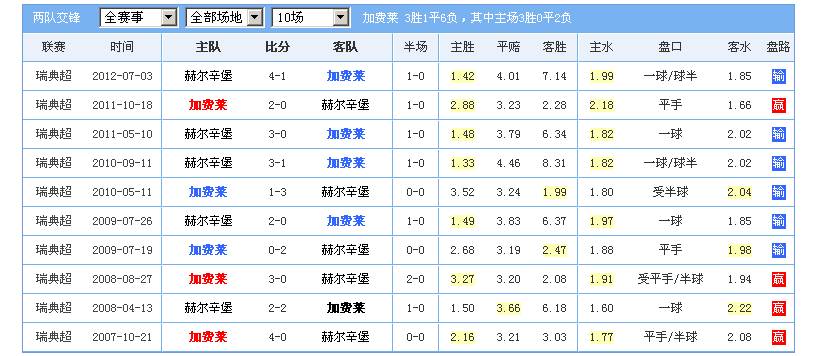 两队交锋 全赛事 全部场地 10场 加费莱 3胜1平6负，其中主场3胜0平2负
联赛 时间 主队 比分 客队 半场 主胜 平赔 客胜 主水 盘口 客水 盘路
瑞典超 2012-07-03 赫尔辛堡 4-1 加费莱 1-0 1.42 4.01 7.14 1.99 一球/球半 1.85 输
瑞典超 2011-10-18 加费莱 2-0 赫尔辛堡 1-0 2.88 3.23 2.28 2.18 平手 1.66 赢
瑞典超 2011-05-10 赫尔辛堡 3-0 加费莱 1-0 1.48 3.79 6.34 1.82 一球 2.02 输
瑞典超 2010-09-11 赫尔辛堡 3-1 加费莱 1-0 1.33 4.46 8.31 1.82 一球/球半 2.02 输
瑞典超 2010-05-11 加费莱 1-3 赫尔辛堡 0-0 3.52 3.24 1.99 1.80 受半球 2.04 输
瑞典超 2009-07-26 赫尔辛堡 2-0 加费莱 1-0 1.49 3.83 6.37 1.97 一球 1.85 输
瑞典超 2009-07-19 加费莱 0-2 赫尔辛堡 0-0 2.68 3.19 2.47 1.88 平手 1.98 输
瑞典超 2008-08-27 加费莱 3-0 赫尔辛堡 2-0 3.27 3.20 2.08 1.91 受平手/半球 1.94 赢
瑞典超 2008-04-13 赫尔辛堡 2-2 加费莱 1-0 1.50 3.66 6.18 1.60 一球 2.22 赢
瑞典超 2007-10-21 加费莱 4-0 赫尔辛堡 0-0 2.16 3.21 3.03 1.77 平手/半球 2.08 赢